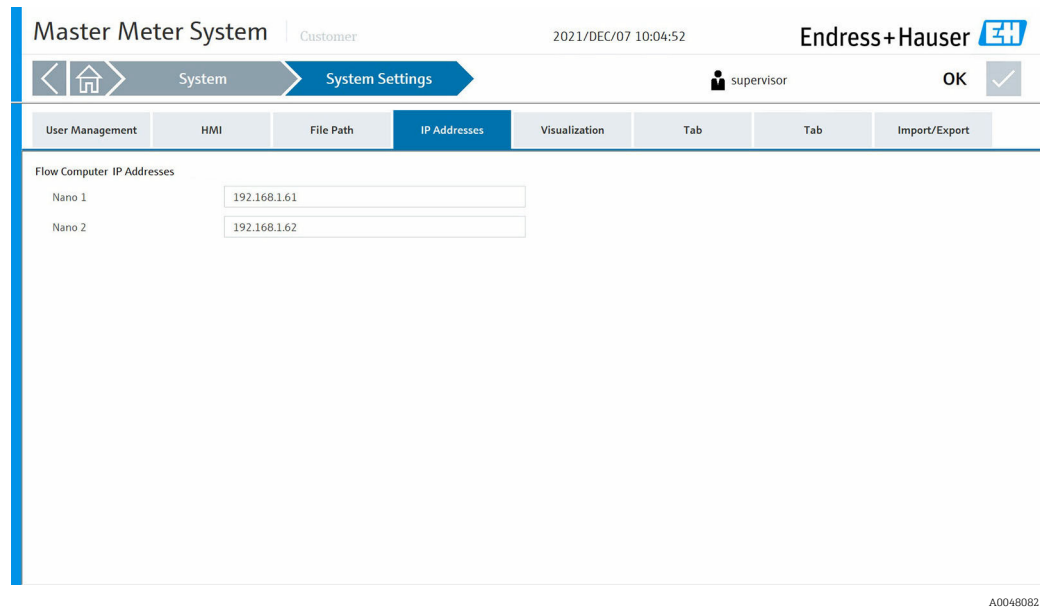 Master Meter System Customer 2021/DEC/07 10:04:52 Endress+Hauser EH
System System Settings supervisor OK
User Management HMI File Path IP Addresses Visualization Tab Tab Import/Export
Flow Computer IP Addresses
Nano 1 192.168.1.61
Nano 2 192.168.1.62
A0048082